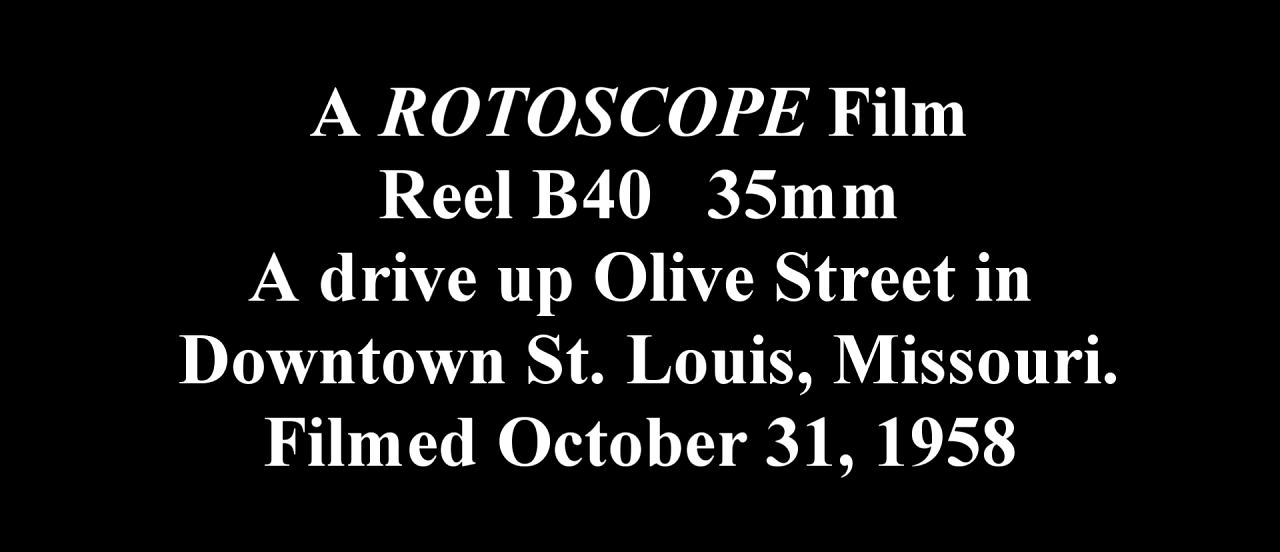 A ROTOSCOPE Film
Reel B40 35mm
A drive up Olive Street in
Downtown St. Louis, Missouri.
Filmed October 31, 1958